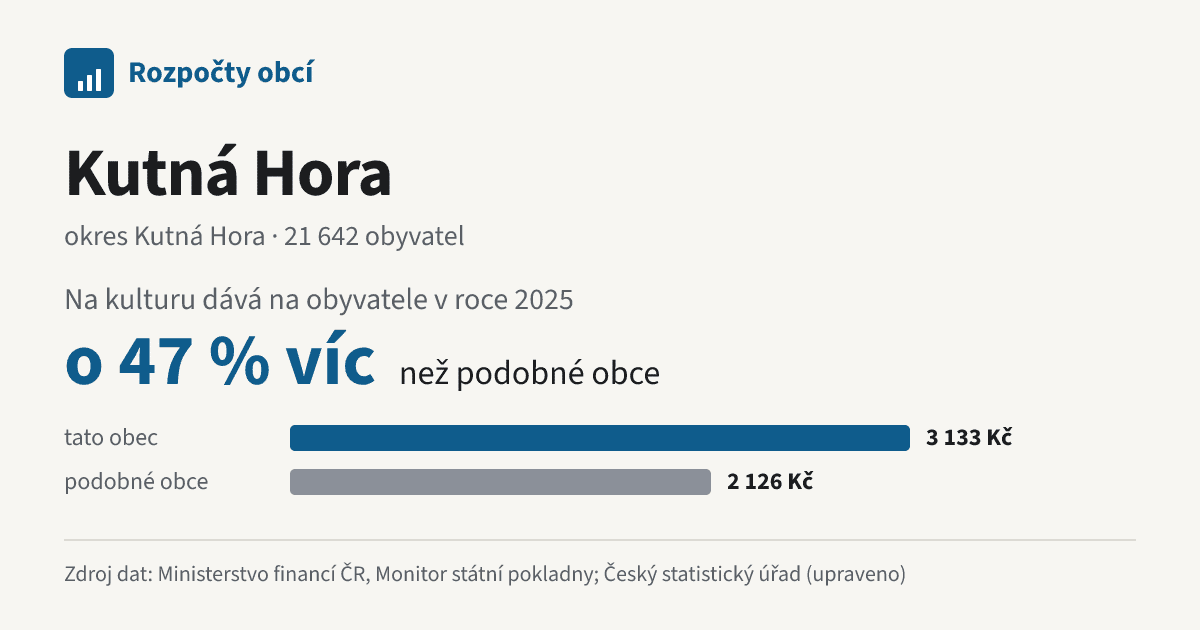 Rozpočty obcí
Kutná Hora
okres Kutná Hora · 21 642 obyvatel
Na kulturu dává na obyvatele v roce 2025
o 47 % víc než podobné obce
tato obec 3 133 Kč
podobné obce 2 126 Kč
Zdroj dat: Ministerstvo financí ČR, Monitor státní pokladny; Český statistický úřad (upraveno)